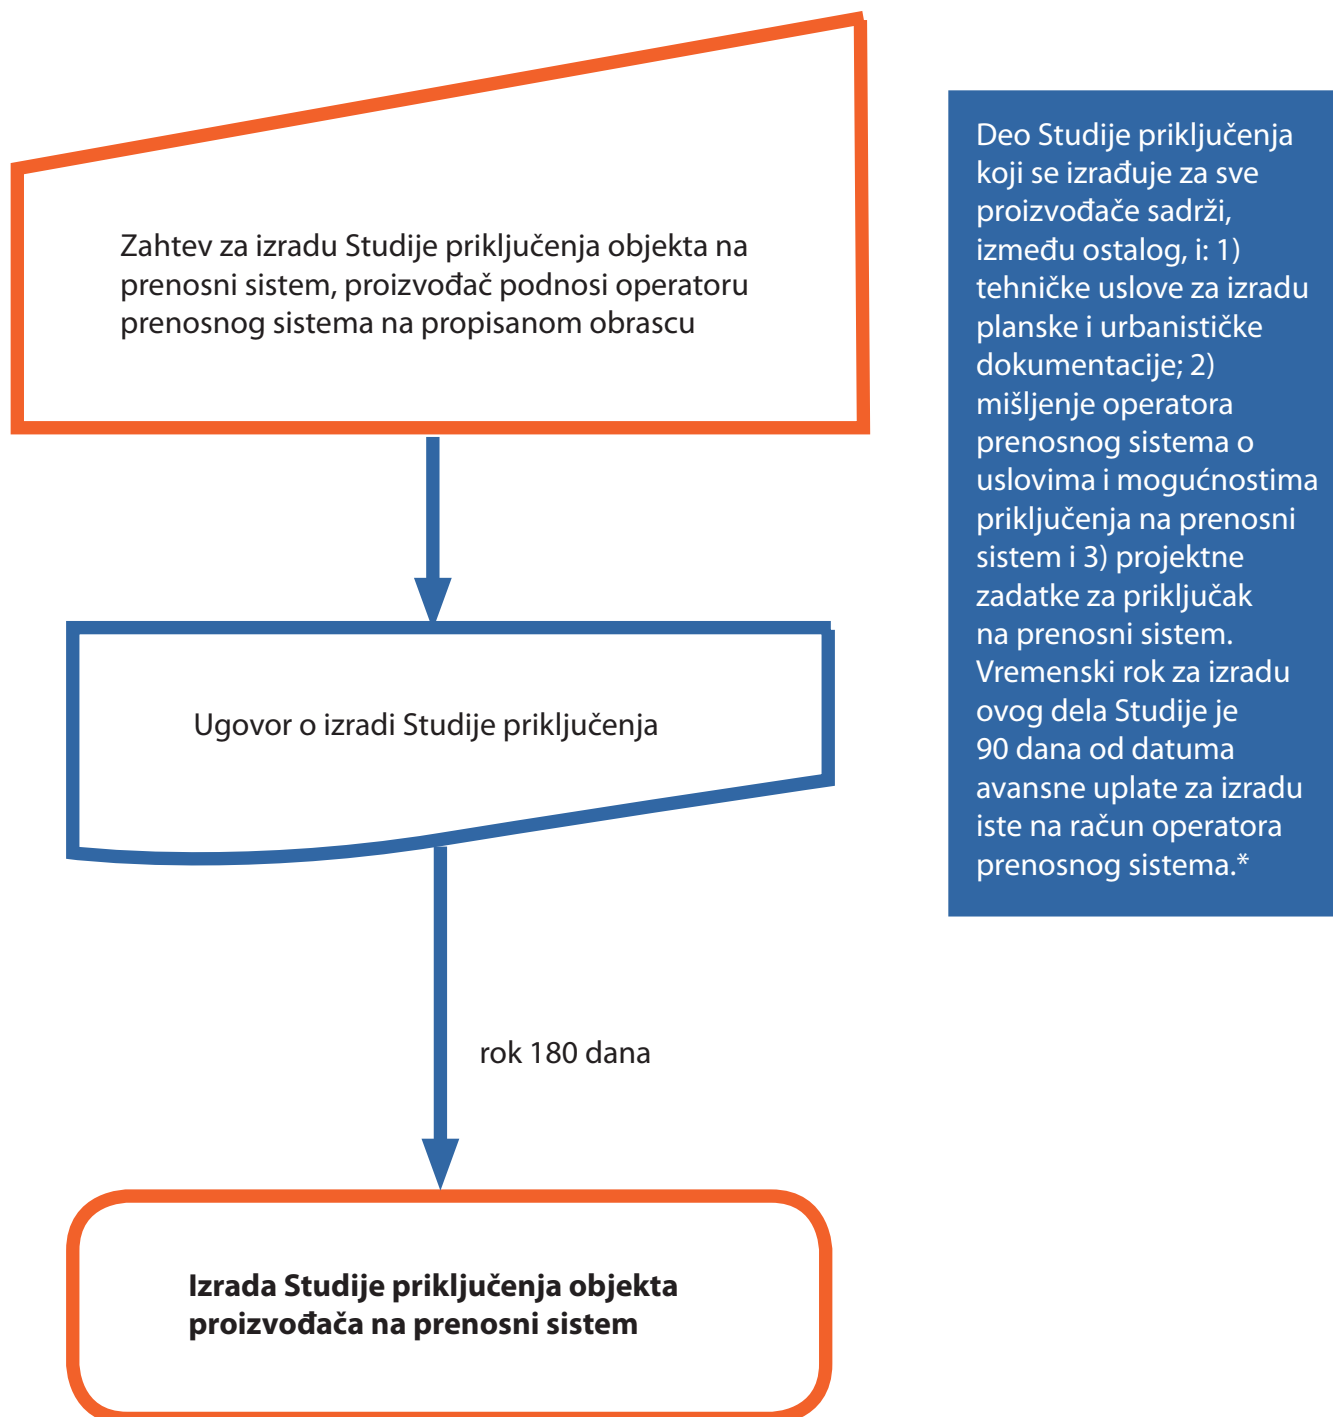 Zahtev za izradu Studije priključenja objekta na
prenosni sistem, proizvođač podnosi operatoru
prenosnog sistema na propisanom obrascu
Ugovor o izradi Studije priključenja
rok 180 dana
Izrada Studije priključenja objekta
proizvođača na prenosni sistem
Deo Studije priključenja
koji se izrađuje za sve
proizvođače sadrži,
između ostalog, i: 1)
tehničke uslove za izradu
planske i urbanističke
dokumentacije; 2)
mišljenje operatora
prenosnog sistema o
uslovima i mogućnostima
priključenja na prenosni
sistem i 3) projektne
zadatke za priključak
na prenosni sistem.
Vremenski rok za izradu
ovog dela Studije je
90 dana od datuma
avansne uplate za izradu
iste na račun operatora
prenosnog sistema.*